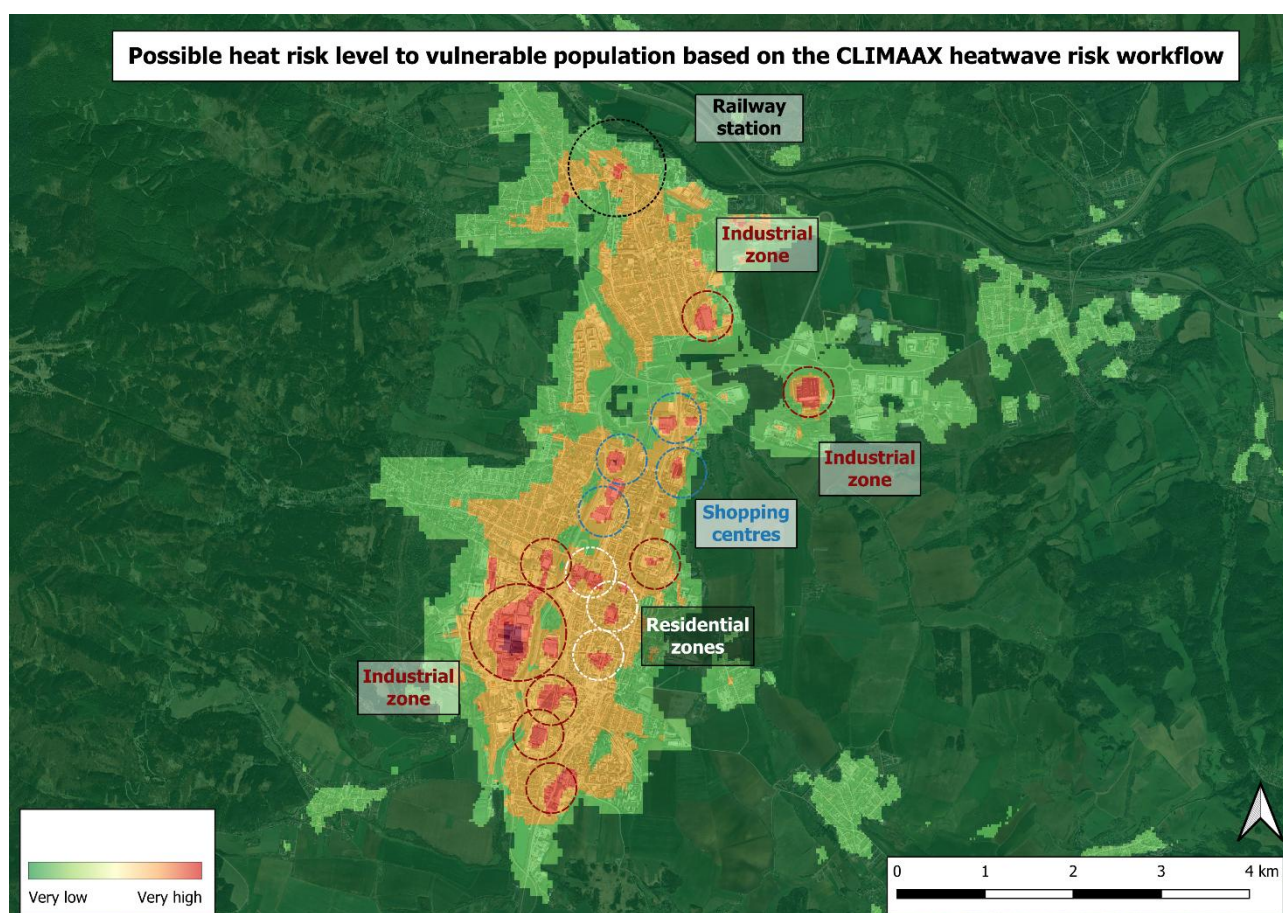 Possible heat risk level to vulnerable population based on the CLIMAAX heatwave risk workflow
Railway
station
Industrial
zone
Industrial
zone
Shopping
centres
Residential
zones
Industrial
zone
Very low
Very high
0 1 2 3 4 km